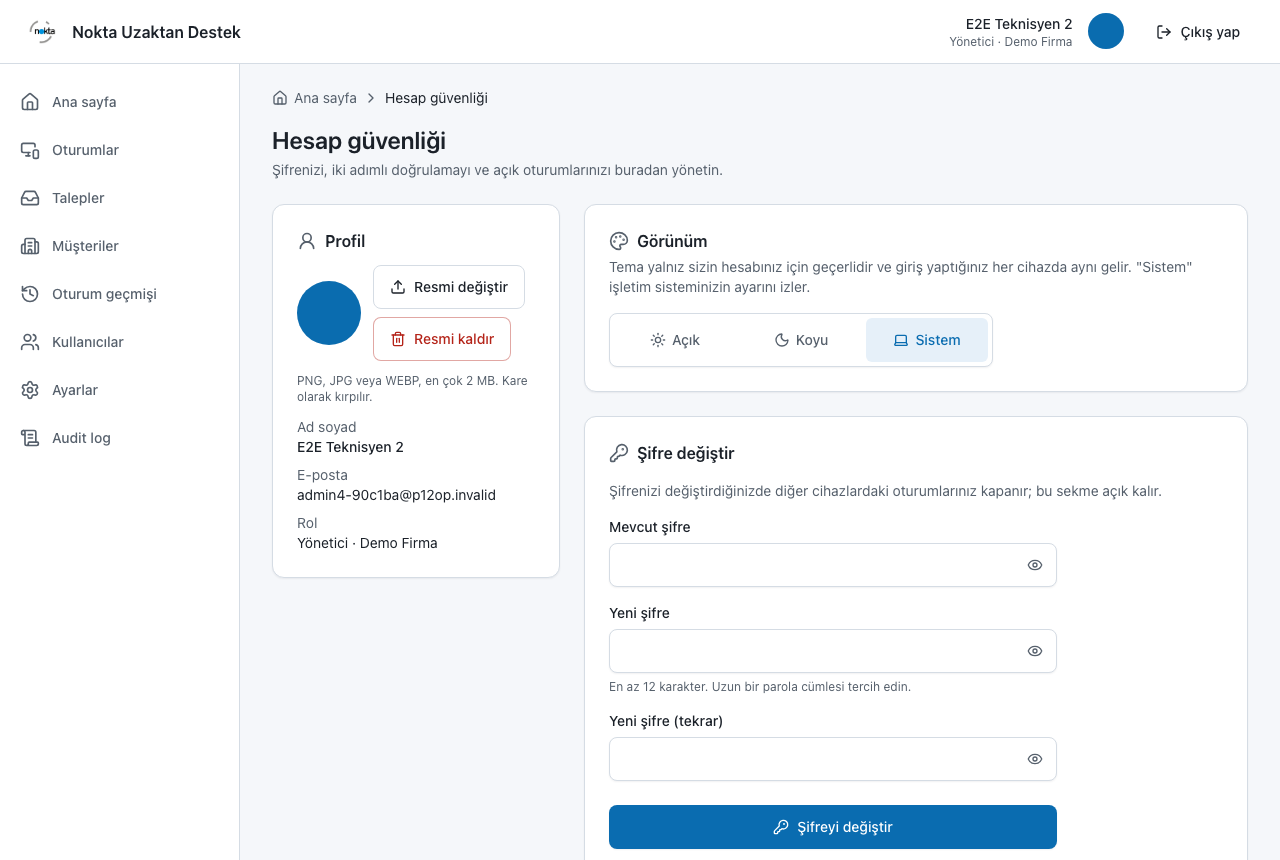 nokta
Nokta Uzaktan Destek
E2E Teknisyen 2
Yönetici · Demo Firma
Çıkış yap
Ana sayfa
Oturumlar
Talepler
Müşteriler
Oturum geçmişi
Kullanıcılar
Ayarlar
Audit log
Ana sayfa
Hesap güvenliği
Hesap güvenliği
Şifrenizi, iki adımlı doğrulamayı ve açık oturumlarınızı buradan yönetin.
Profil
Resmi değiştir
Resmi kaldır
PNG, JPG veya WEBP, en çok 2 MB. Kare
olarak kırpılır.
Ad soyad
E2E Teknisyen 2
E-posta
admin4-90c1ba@p12op.invalid
Rol
Yönetici · Demo Firma
Görünüm
Tema yalnız sizin hesabınız için geçerlidir ve giriş yaptığınız her cihazda aynı gelir. "Sistem"
işletim sisteminizin ayarını izler.
Açık
Koyu
Sistem
Şifre değiştir
Şifrenizi değiştirdiğinizde diğer cihazlardaki oturumlarınız kapanır; bu sekme açık kalır.
Mevcut şifre
Yeni şifre
En az 12 karakter. Uzun bir parola cümlesi tercih edin.
Yeni şifre (tekrar)
Şifreyi değiştir